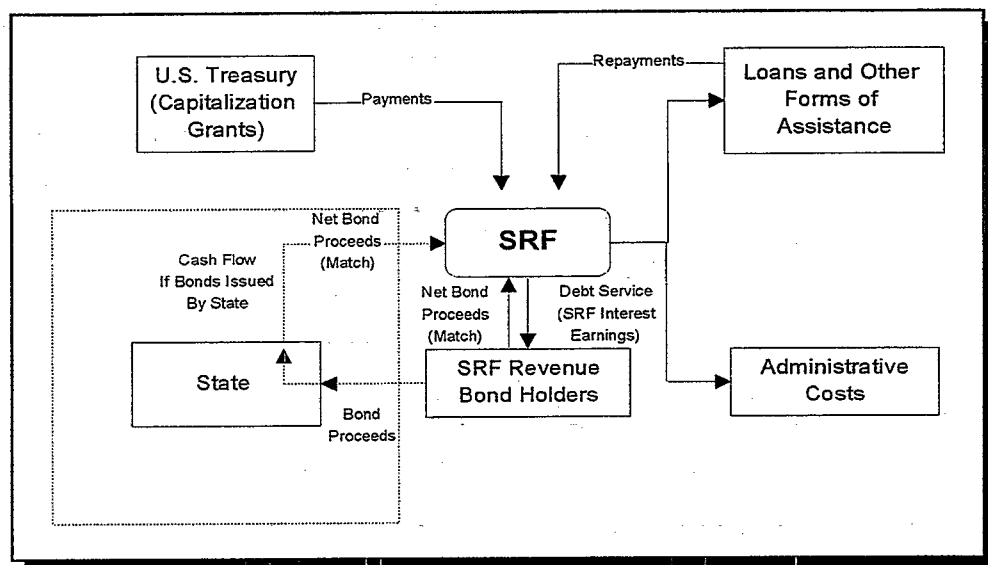 U.S. Treasury
(Capitalization
Grants)
Payments
Repayments
Loans and Other
Forms of
Assistance
Net Bond
Proceeds
(Match)
Cash Flow
If Bonds Issued
By State
SRF
Net Bond
Proceeds
(Match)
Debt Service
(SRF Interest
Earnings)
State
SRF Revenue
Bond Holders
Administrative
Costs
Bond
Proceeds